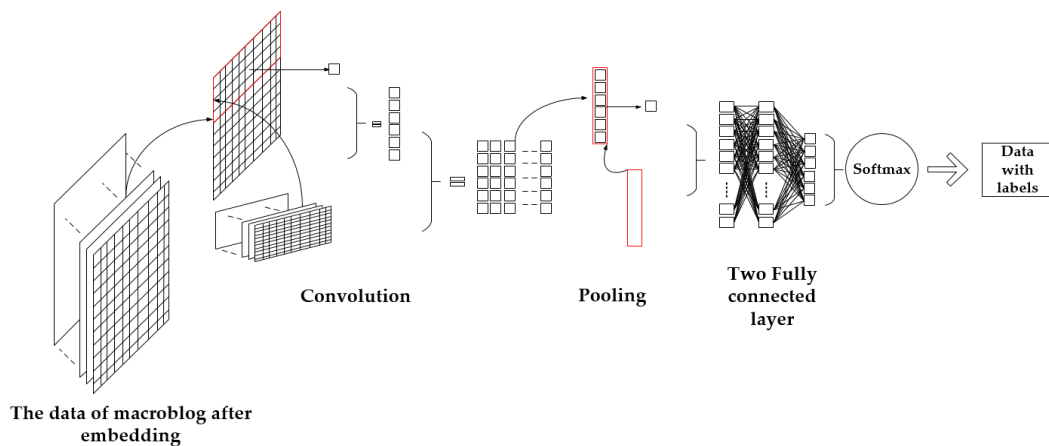 Softmax
Data
with
labels
Convolution
Pooling
Two Fully
connected
layer
The data of macroblog after
embedding